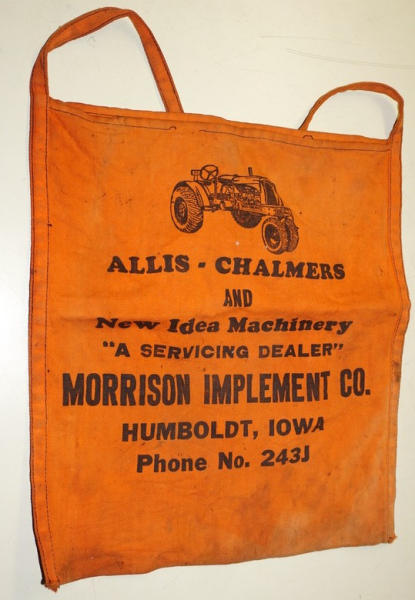 ALLIS - CHALMERS
AND
New Idea Machinery
"A SERVICING DEALER"
MORRISON IMPLEMENT CO.
HUMBOLDT, IOWA
Phone No. 243J